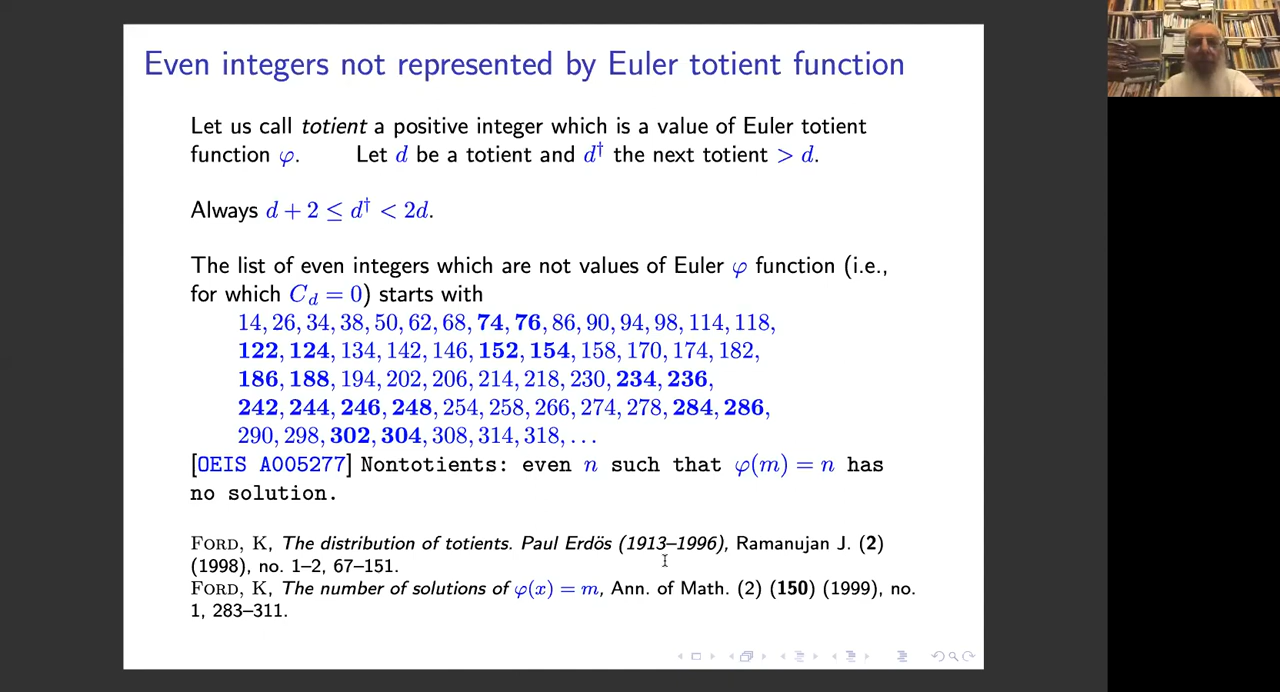 Even integers not represented by Euler totient function
Let us call totient a positive integer which is a value of Euler totient
function φ. Let d be a totient and d† the next totient > d.
Always d + 2 ≤ d† < 2d.
The list of even integers which are not values of Euler φ function (i.e.,
for which C_d = 0) starts with
14, 26, 34, 38, 50, 62, 68, 74, 76, 86, 90, 94, 98, 114, 118,
122, 124, 134, 142, 146, 152, 154, 158, 170, 174, 182,
186, 188, 194, 202, 206, 214, 218, 230, 234, 236,
242, 244, 246, 248, 254, 258, 266, 274, 278, 284, 286,
290, 298, 302, 304, 308, 314, 318, ...
[OEIS A005277] Nontotients: even n such that φ(m) = n has
no solution.
Ford, K, The distribution of totients. Paul Erdös (1913–1996), Ramanujan J. (2)
(1998), no. 1–2, 67–151.
Ford, K, The number of solutions of φ(x) = m, Ann. of Math. (2) (150) (1999), no.
1, 283–311.